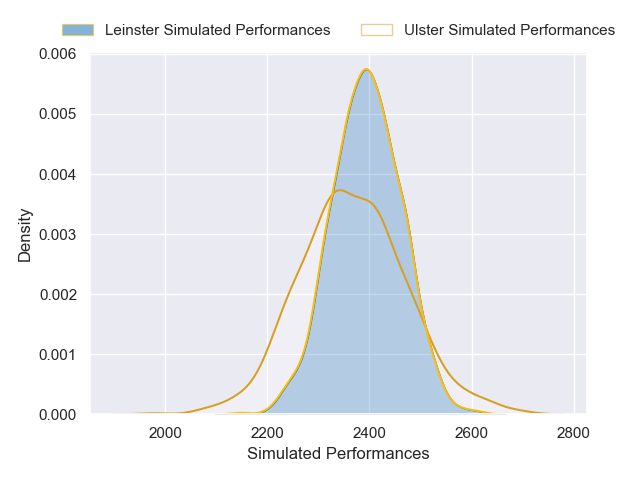 Leinster Simulated Performances Ulster Simulated Performances
0.006
0.005
0.004
0.003
0.002
0.001
0.000
Density
2000 2200 2400 2600 2800
Simulated Performances